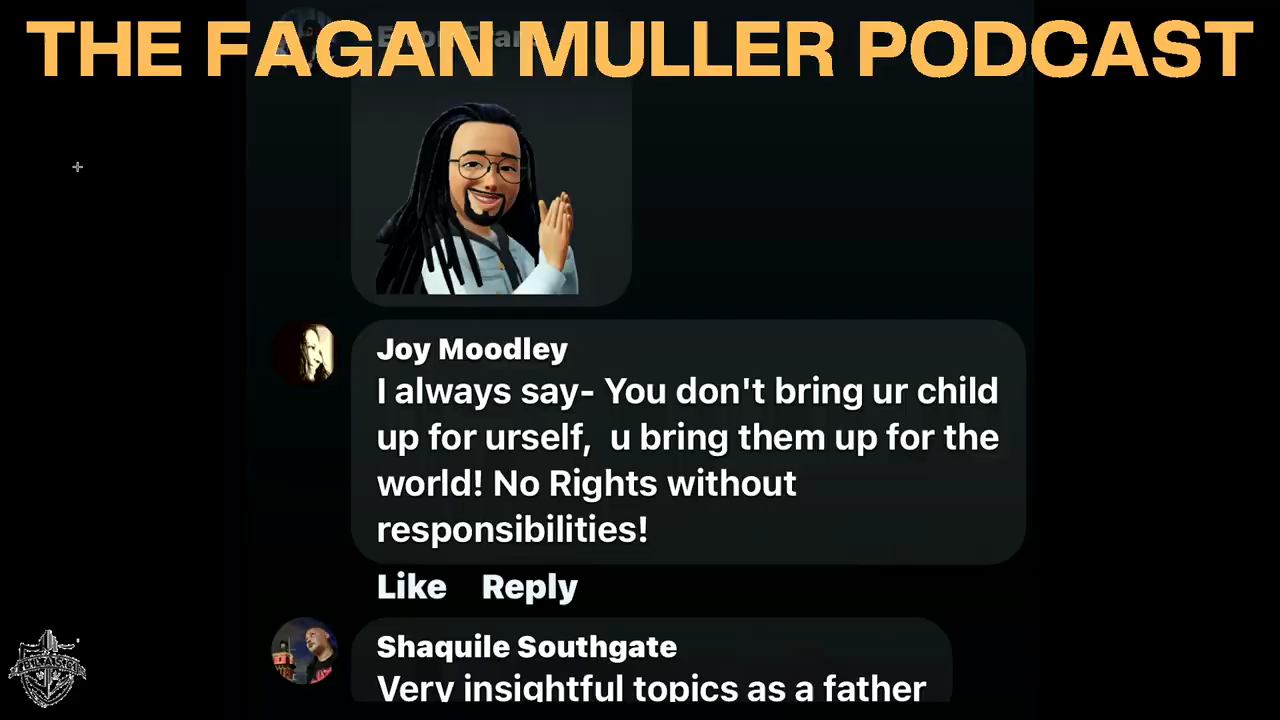 THE FAGAN MULLER PODCAST
Joy Moodley
I always say- You don't bring ur child
up for urself,  u bring them up for the
world! No Rights without
responsibilities!
Like Reply
Shaquile Southgate
Very insightful topics as a father